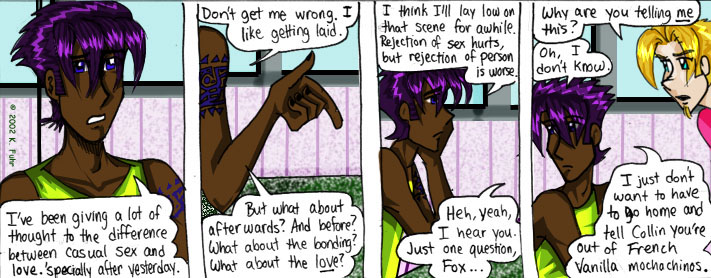 © 2002 K. Fuhr
I've been giving a lot of
thought to the difference
between casual sex and
love. 'specially after yesterday.
Don't get me wrong. I
like getting laid.
But what about
afterwards? And before?
What about the bonding?
What about the love?
I think I'll lay low on
that scene for awhile.
Rejection of sex hurts,
but rejection of person
is worse.
Heh, yeah,
I hear you.
Just one question,
Fox...
Why are you telling me
this?
Oh, I
don't know.
I just don't
want to have
to go home and
tell Collin you're
out of French
Vanilla mochachinos.